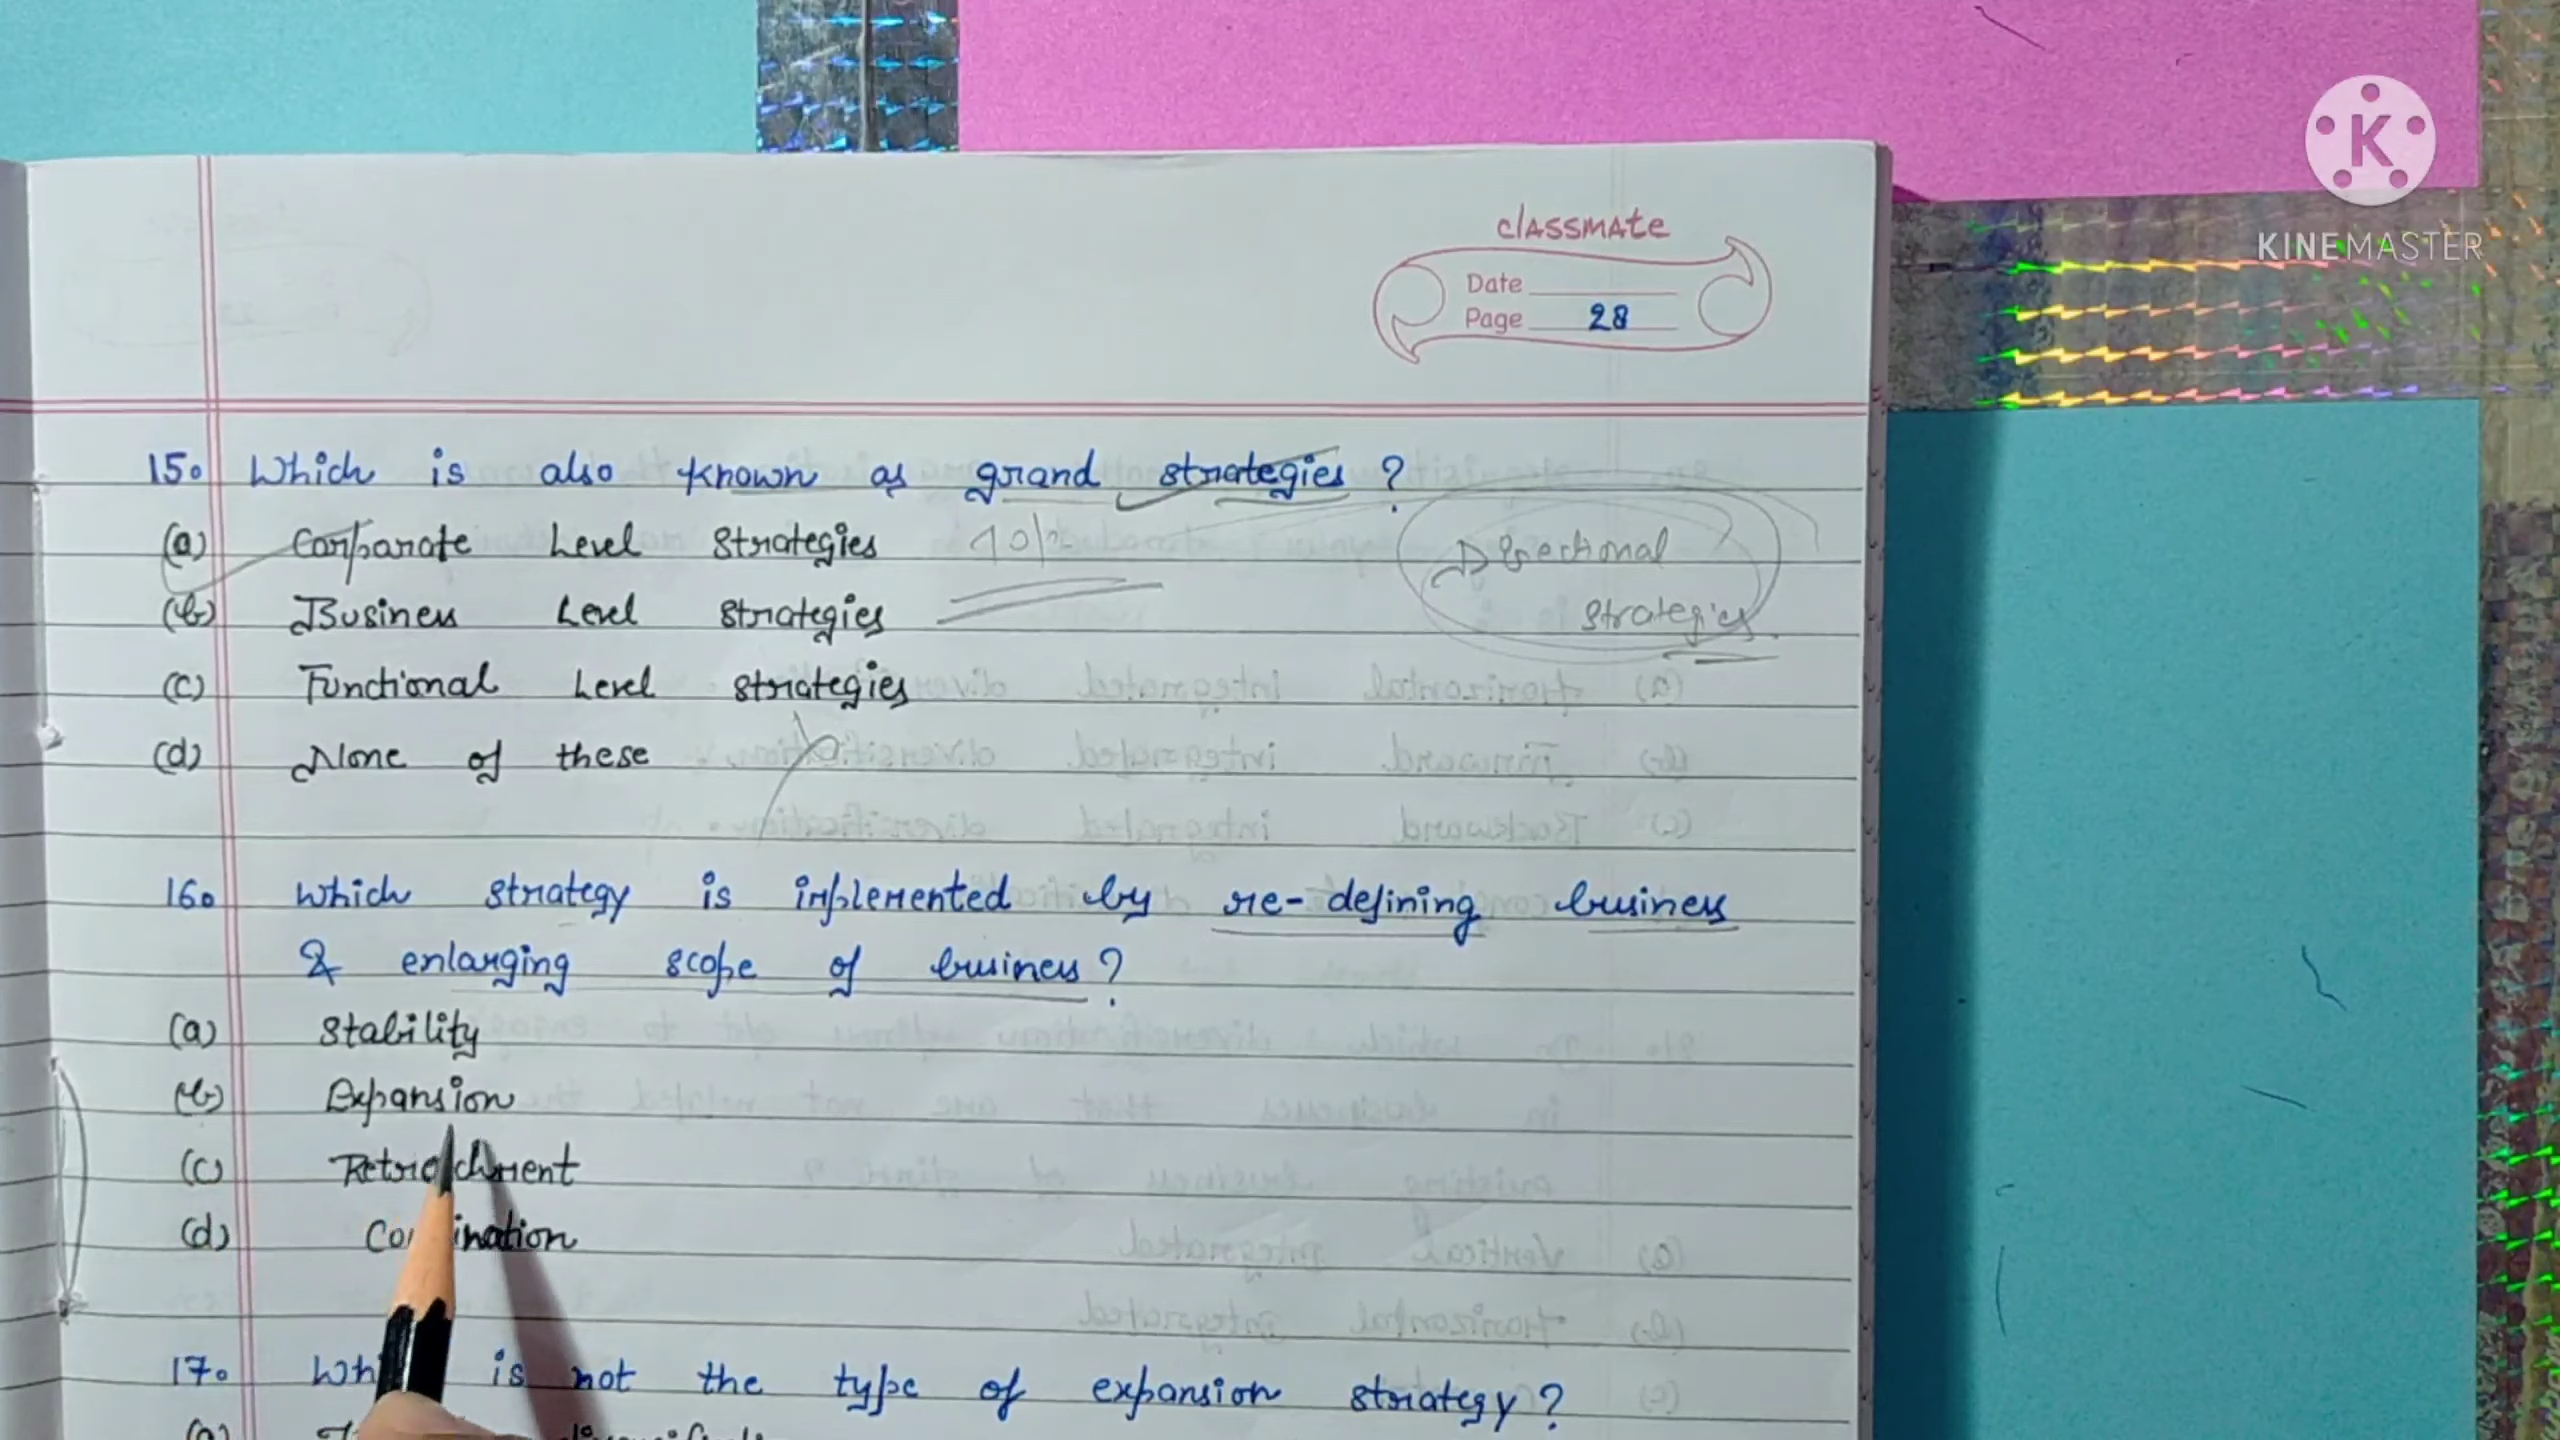 K
KINEMASTER
classmate
Date
Page 28
15. Which is also known as grand strategies ?
(a) Corporate Level Strategies
Directional
(b) Business Level Strategies
Strategies
(c) Functional Level Strategies
(d) None of these
16. Which strategy is implemented by re-defining business
& enlarging scope of business ?
(a) Stability
(b) Expansion
(c)
(d)
17. is not the type of expansion strategy ?
(a)